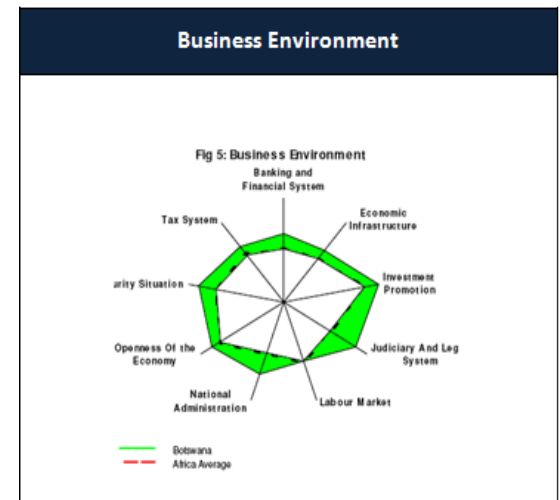 Business Environment
Fig 5: Business Environment
Banking and
Financial System
Economic
Infrastructure
Tax System
Investment
Promotion
urity Situation
Judiciary And Leg
System
Openness Of the
Economy
National
Administration
Labour Market
Botswana
Africa Average